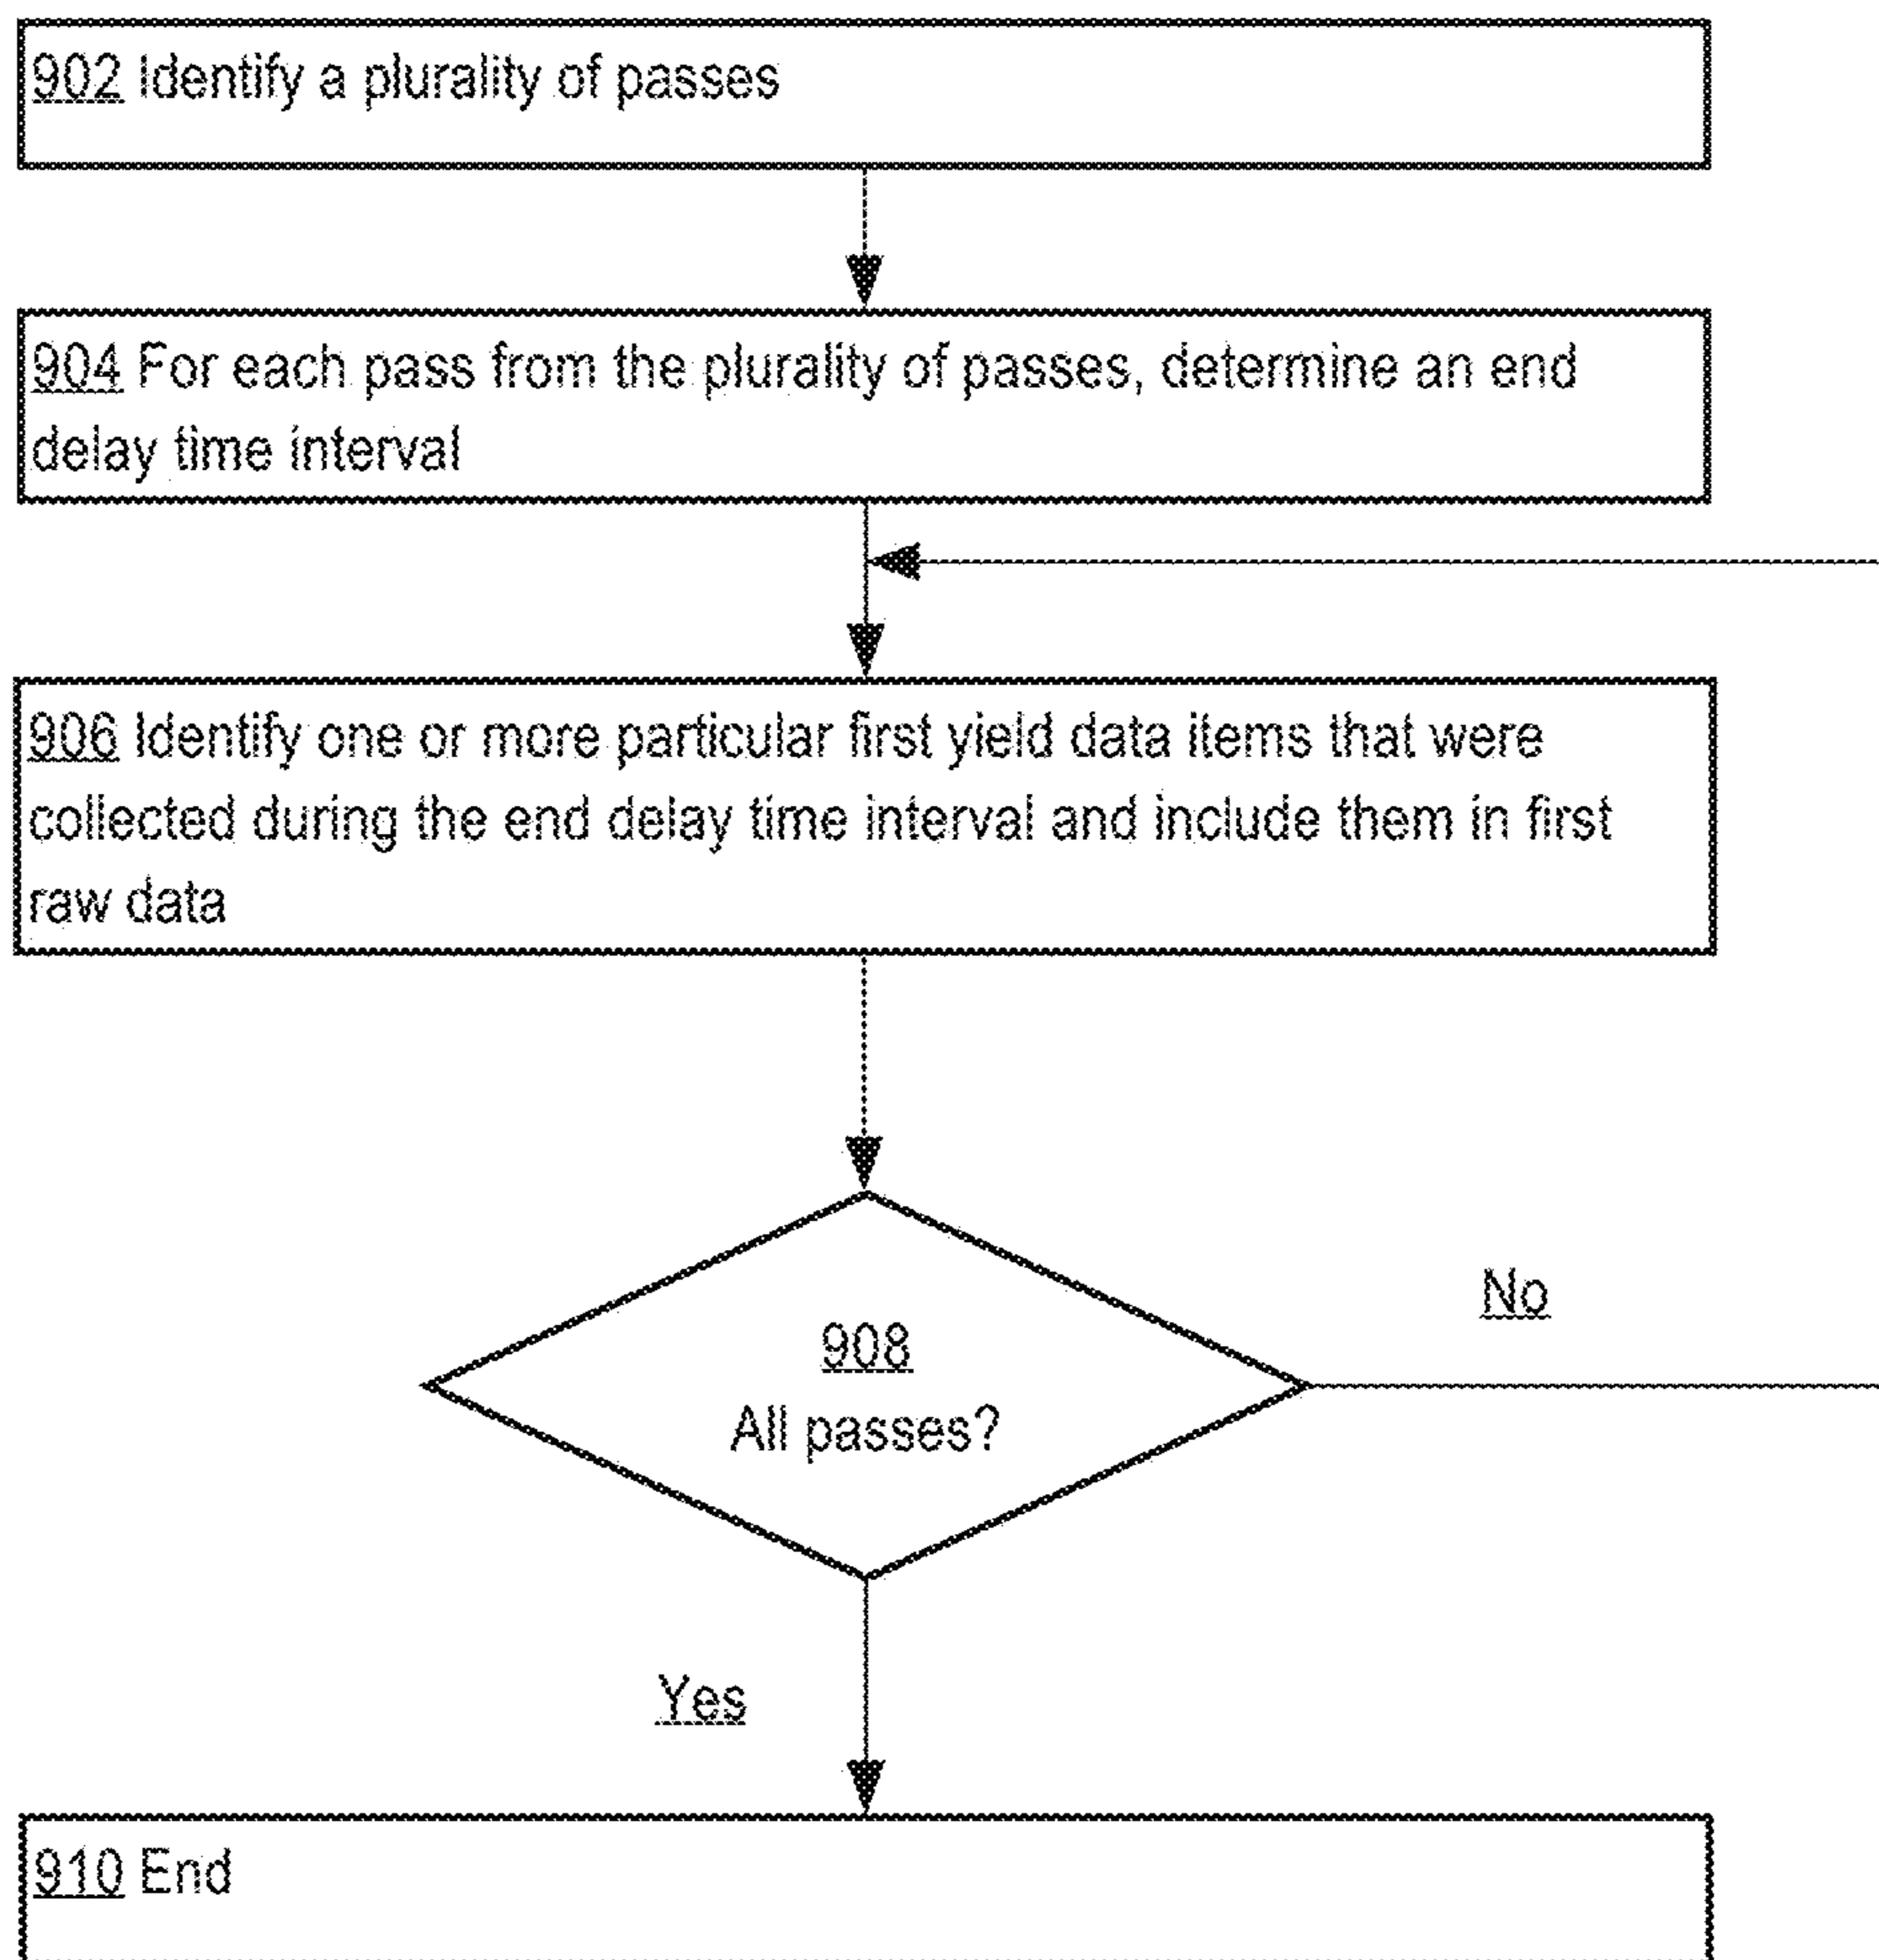 902 Identify a plurality of passes
904 For each pass from the plurality of passes, determine an end
delay time interval
906 Identify one or more particular first yield data items that were
collected during the end delay time interval and include them in first
raw data
908
All passes?
No
Yes
910 End